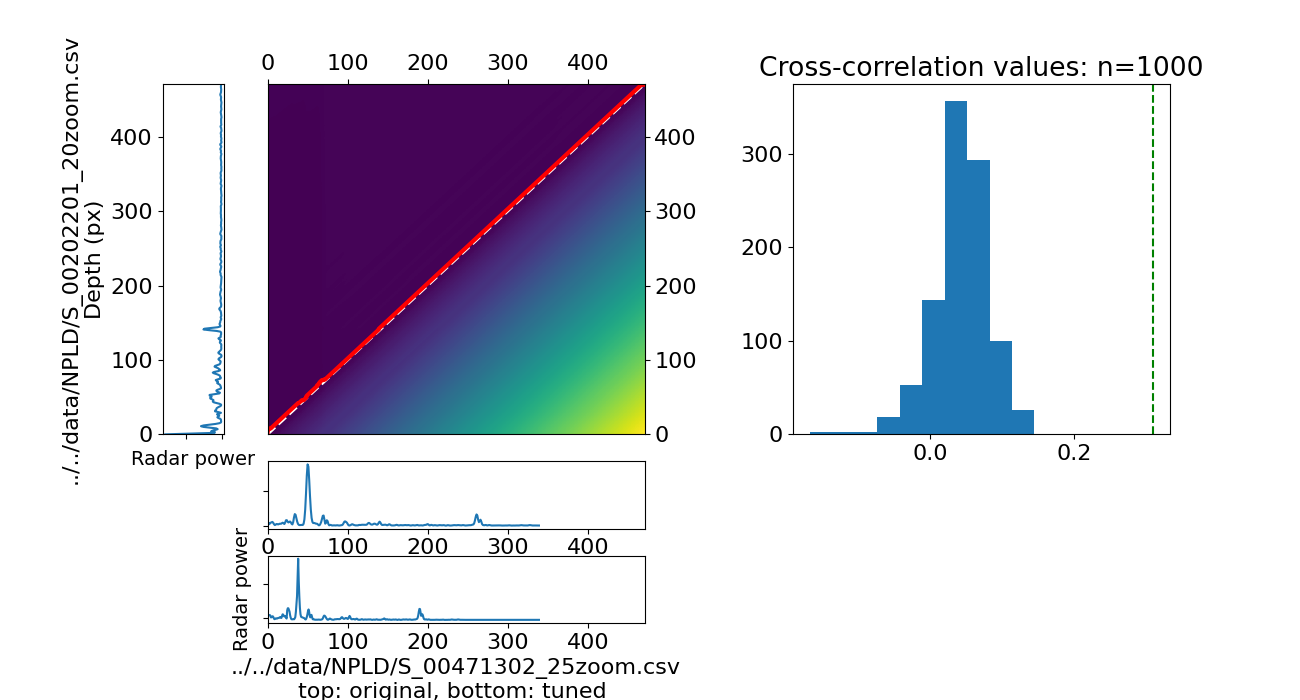 0 100 200 300 400
Cross-correlation values: n=1000
../../data/NPLD/S_00202201_20zoom.csv
Depth (px)
400
300
200
100
0
Radar power
400
300
200
100
0
300
200
100
0
0.0 0.2
0 100 200 300 400
Radar power
0 100 200 300 400
../../data/NPLD/S_00471302_25zoom.csv
top: original, bottom: tuned